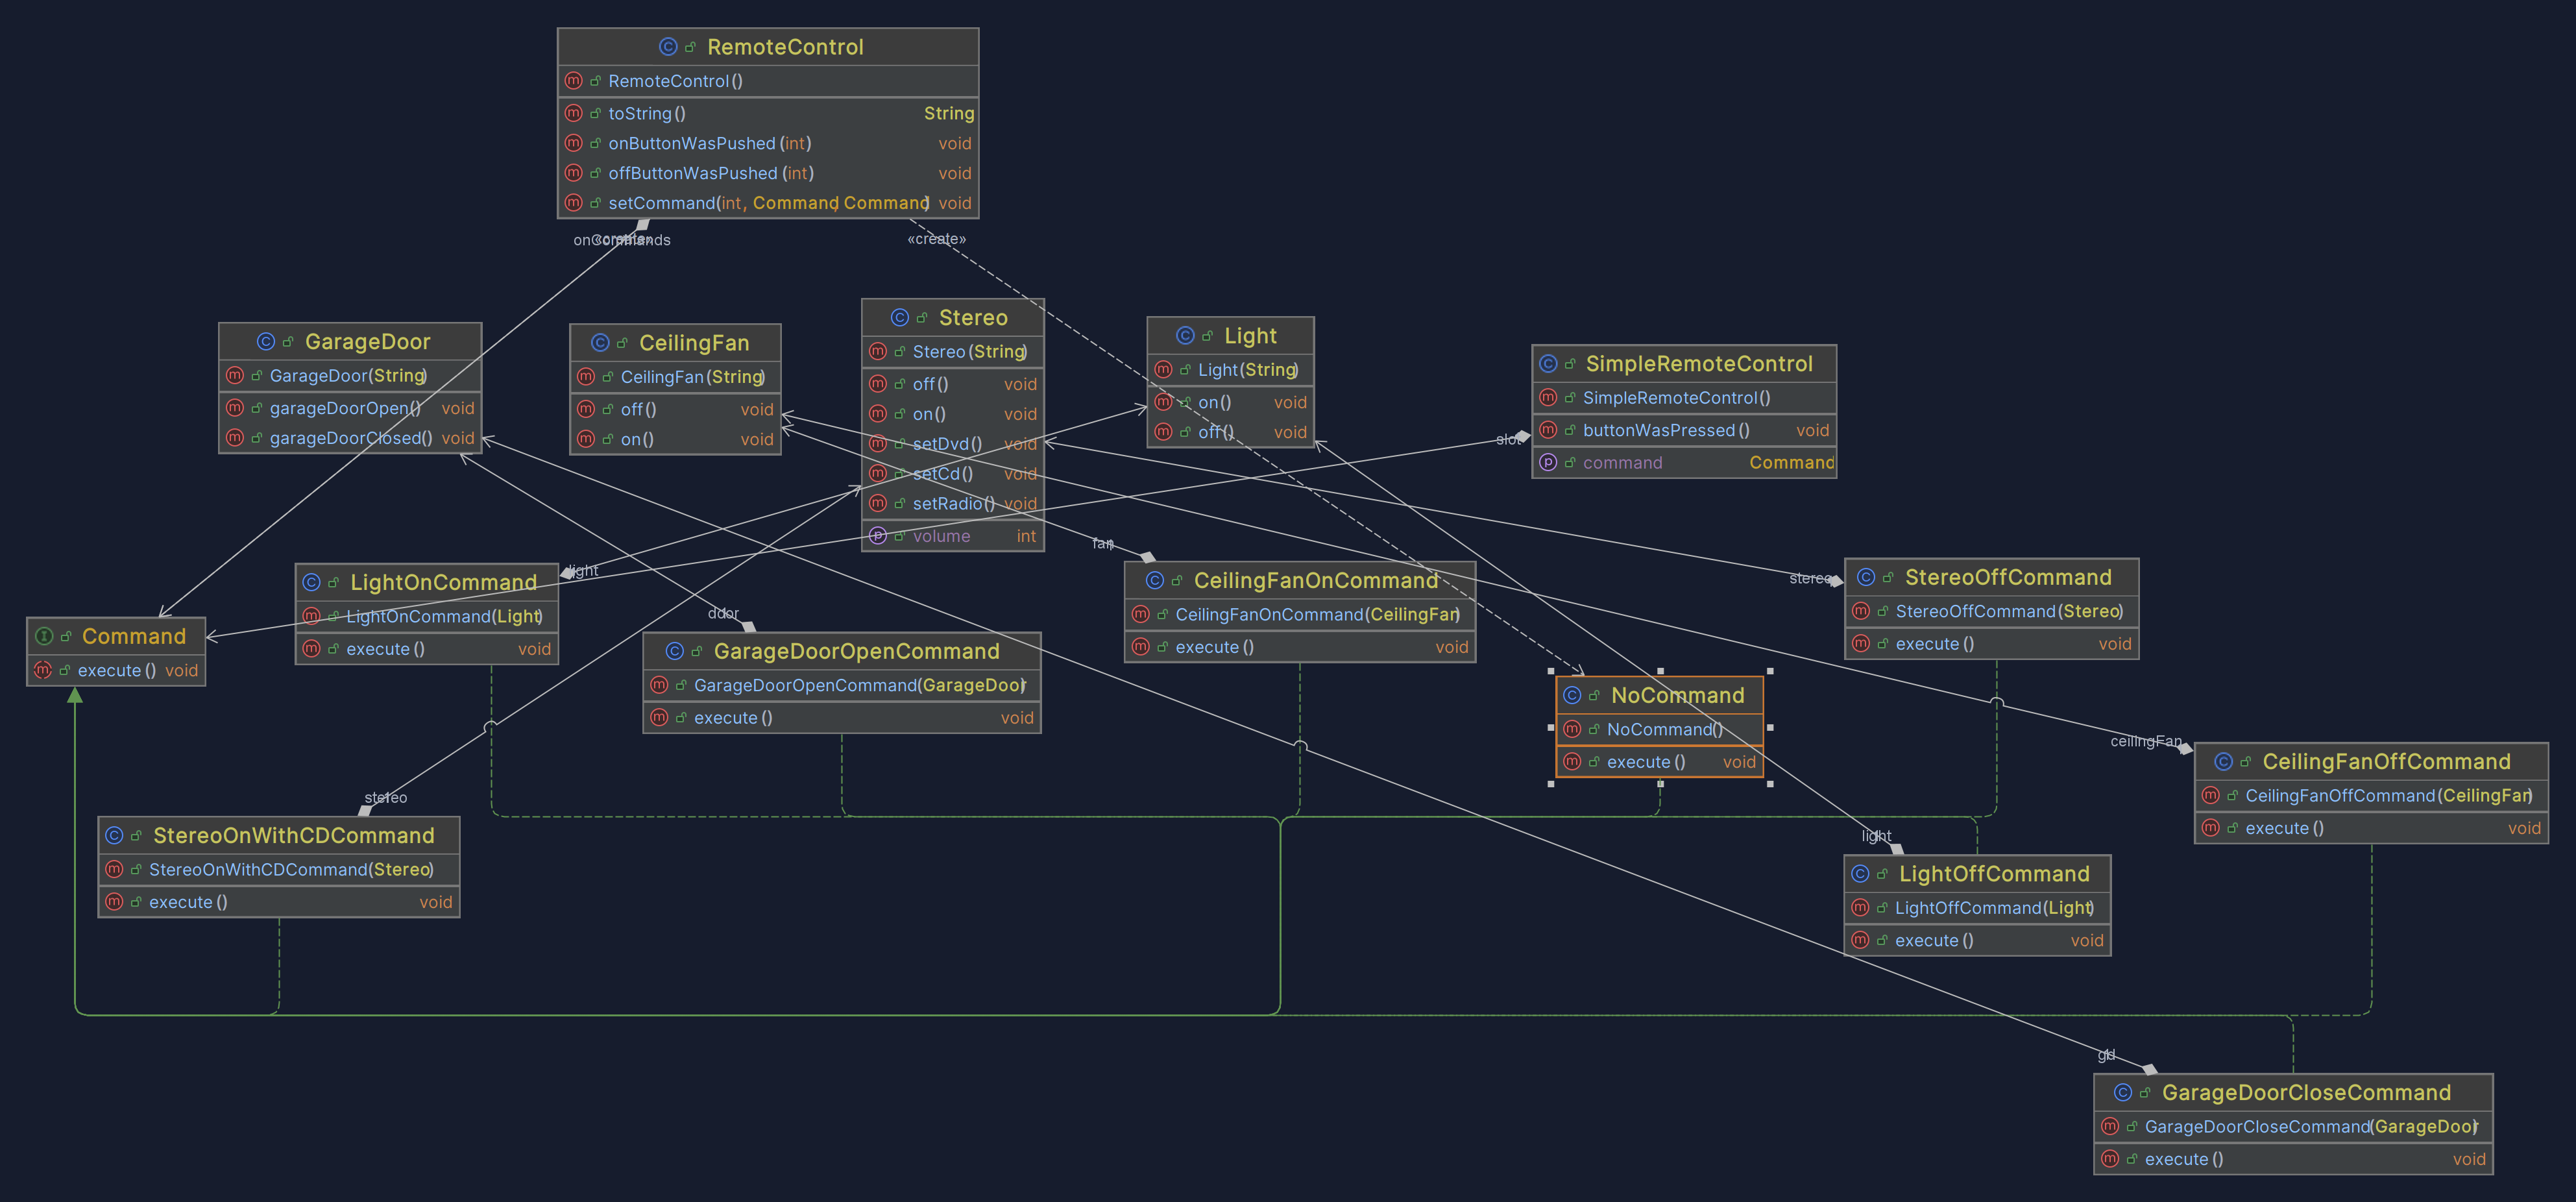 RemoteControl
RemoteControl()
toString() String
onButtonWasPushed(int) void
offButtonWasPushed(int) void
setCommand(int, Command, Command) void
onCommands
«create»
«create»
GarageDoor
GarageDoor(String)
garageDoorOpen() void
garageDoorClosed() void
CeilingFan
CeilingFan(String)
off() void
on() void
Stereo
Stereo(String)
off() void
on() void
setDvd() void
setCd() void
setRadio() void
volume int
Light
Light(String)
on() void
off() void
SimpleRemoteControl
SimpleRemoteControl()
buttonWasPressed() void
command Command
slot
fan
light
door
stereo
Command
execute() void
LightOnCommand
LightOnCommand(Light)
execute() void
GarageDoorOpenCommand
GarageDoorOpenCommand(GarageDoor)
execute() void
CeilingFanOnCommand
CeilingFanOnCommand(CeilingFan)
execute() void
StereoOffCommand
StereoOffCommand(Stereo)
execute() void
NoCommand
NoCommand()
execute() void
ceilingFan
CeilingFanOffCommand
CeilingFanOffCommand(CeilingFan)
execute() void
stereo
StereoOnWithCDCommand
StereoOnWithCDCommand(Stereo)
execute() void
light
LightOffCommand
LightOffCommand(Light)
execute() void
gd
GarageDoorCloseCommand
GarageDoorCloseCommand(GarageDoor)
execute() void